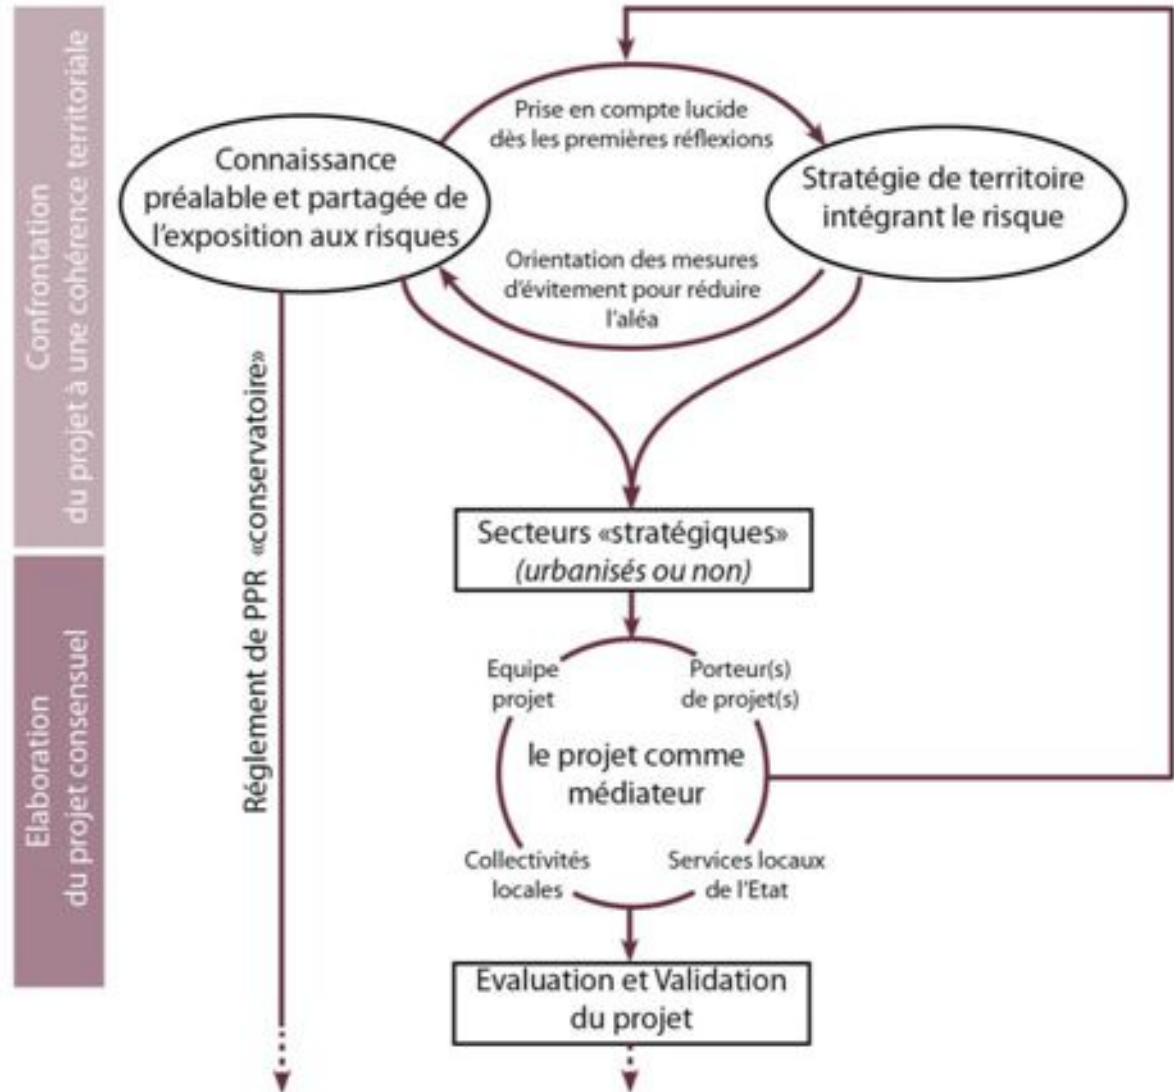 Confrontation
du projet à une cohérence territoriale
Prise en compte lucide
dès les premières réflexions
Connaissance
préalable et partagée de
l'exposition aux risques
Stratégie de territoire
intégrant le risque
Orientation des mesures
d'évitement pour réduire
l'aléa
Réglement de PPR «conservatoire»
Secteurs «stratégiques»
(urbanisés ou non)
Elaboration
du projet consensuel
Equipe
projet
Porteur(s)
de projet(s)
le projet comme
médiateur
Collectivités
locales
Services locaux
de l'Etat
Evaluation et Validation
du projet